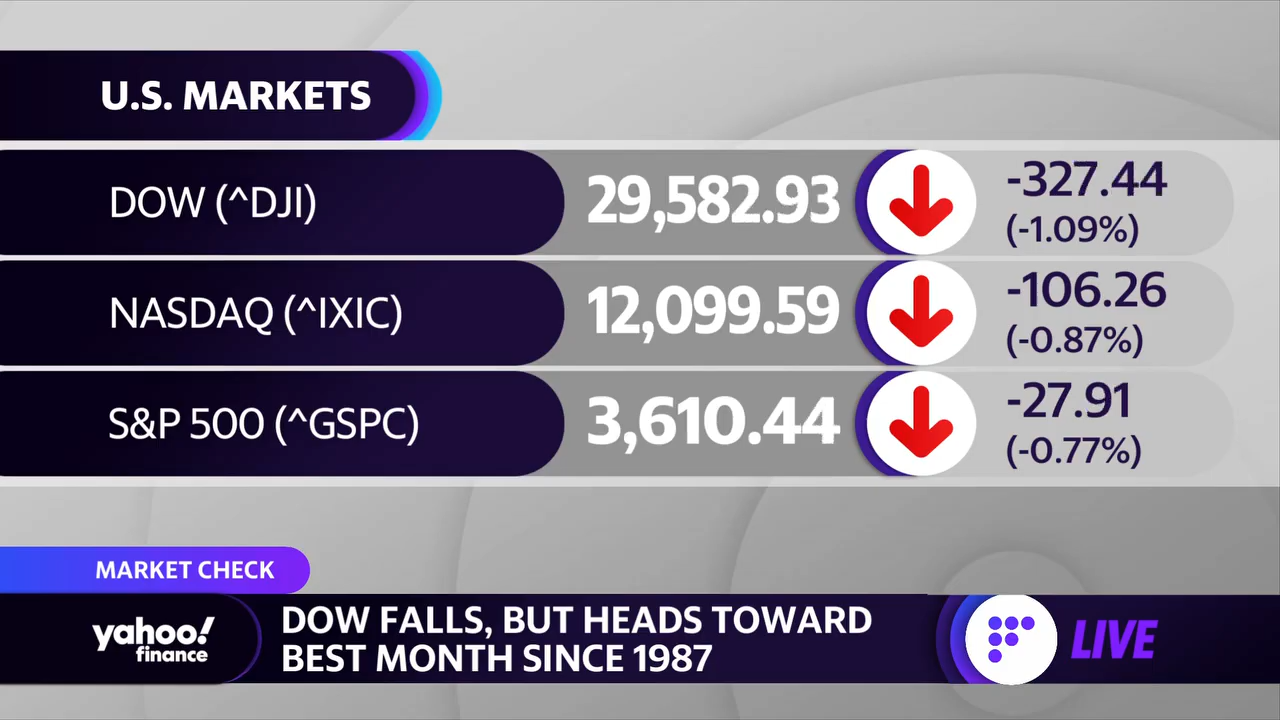 U.S. MARKETS
DOW (^DJI) 29,582.93 -327.44
(-1.09%)
NASDAQ (^IXIC) 12,099.59 -106.26
(-0.87%)
S&P 500 (^GSPC) 3,610.44 -27.91
(-0.77%)
MARKET CHECK
yahoo!
finance
DOW FALLS, BUT HEADS TOWARD
BEST MONTH SINCE 1987
LIVE